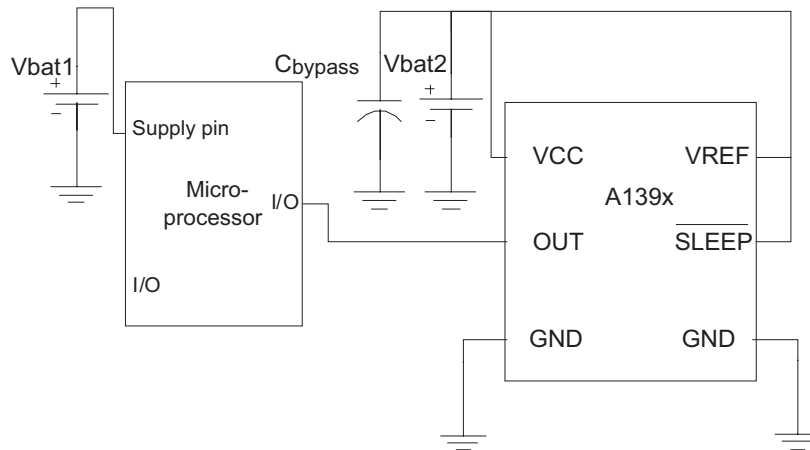 Vbat1
+
-
Supply pin
Micro-
processor
I/O
I/O
Cbypass
Vbat2
+
-
VCC
VREF
A139x
OUT
SLEEP
GND
GND